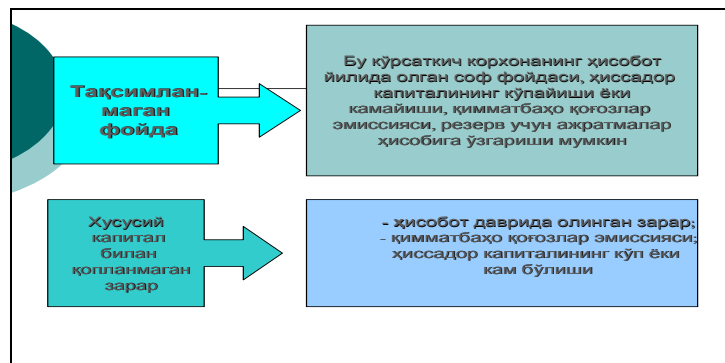 Тақсимлан-
маган
фойда
Бу кўрсаткич корхонанинг ҳисобот
йилида олган соф фойдаси, ҳиссадор
капиталининг кўпайиши ёки
камайиши, қимматбаҳо қоғозлар
эмиссияси, резерв учун ажратмалар
ҳисобига ўзгариши мумкин
Хусусий
капитал
билан
қопланмаган
зарар
- ҳисобот даврида олинган зарар;
- қимматбаҳо қоғозлар эмиссияси;
ҳиссадор капиталининг кўп ёки
кам бўлиши